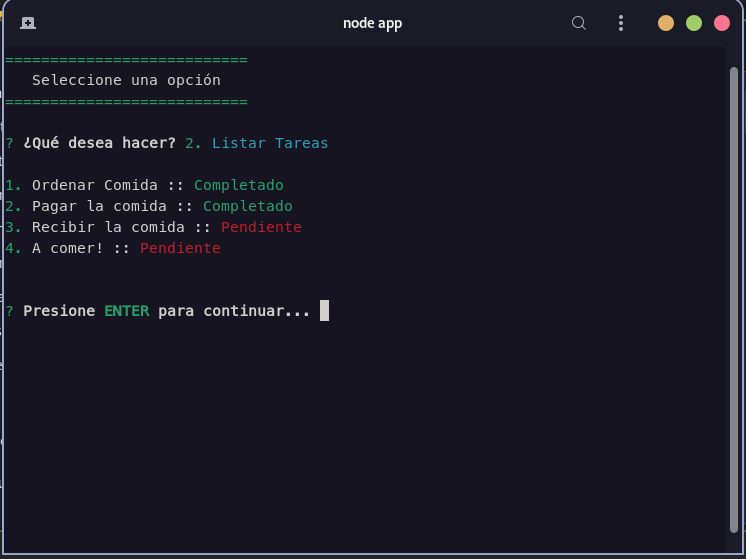 node app
===========================
Seleccione una opción
===========================
? ¿Qué desea hacer? 2. Listar Tareas
1. Ordenar Comida :: Completado
2. Pagar la comida :: Completado
3. Recibir la comida :: Pendiente
4. A comer! :: Pendiente
? Presione ENTER para continuar...